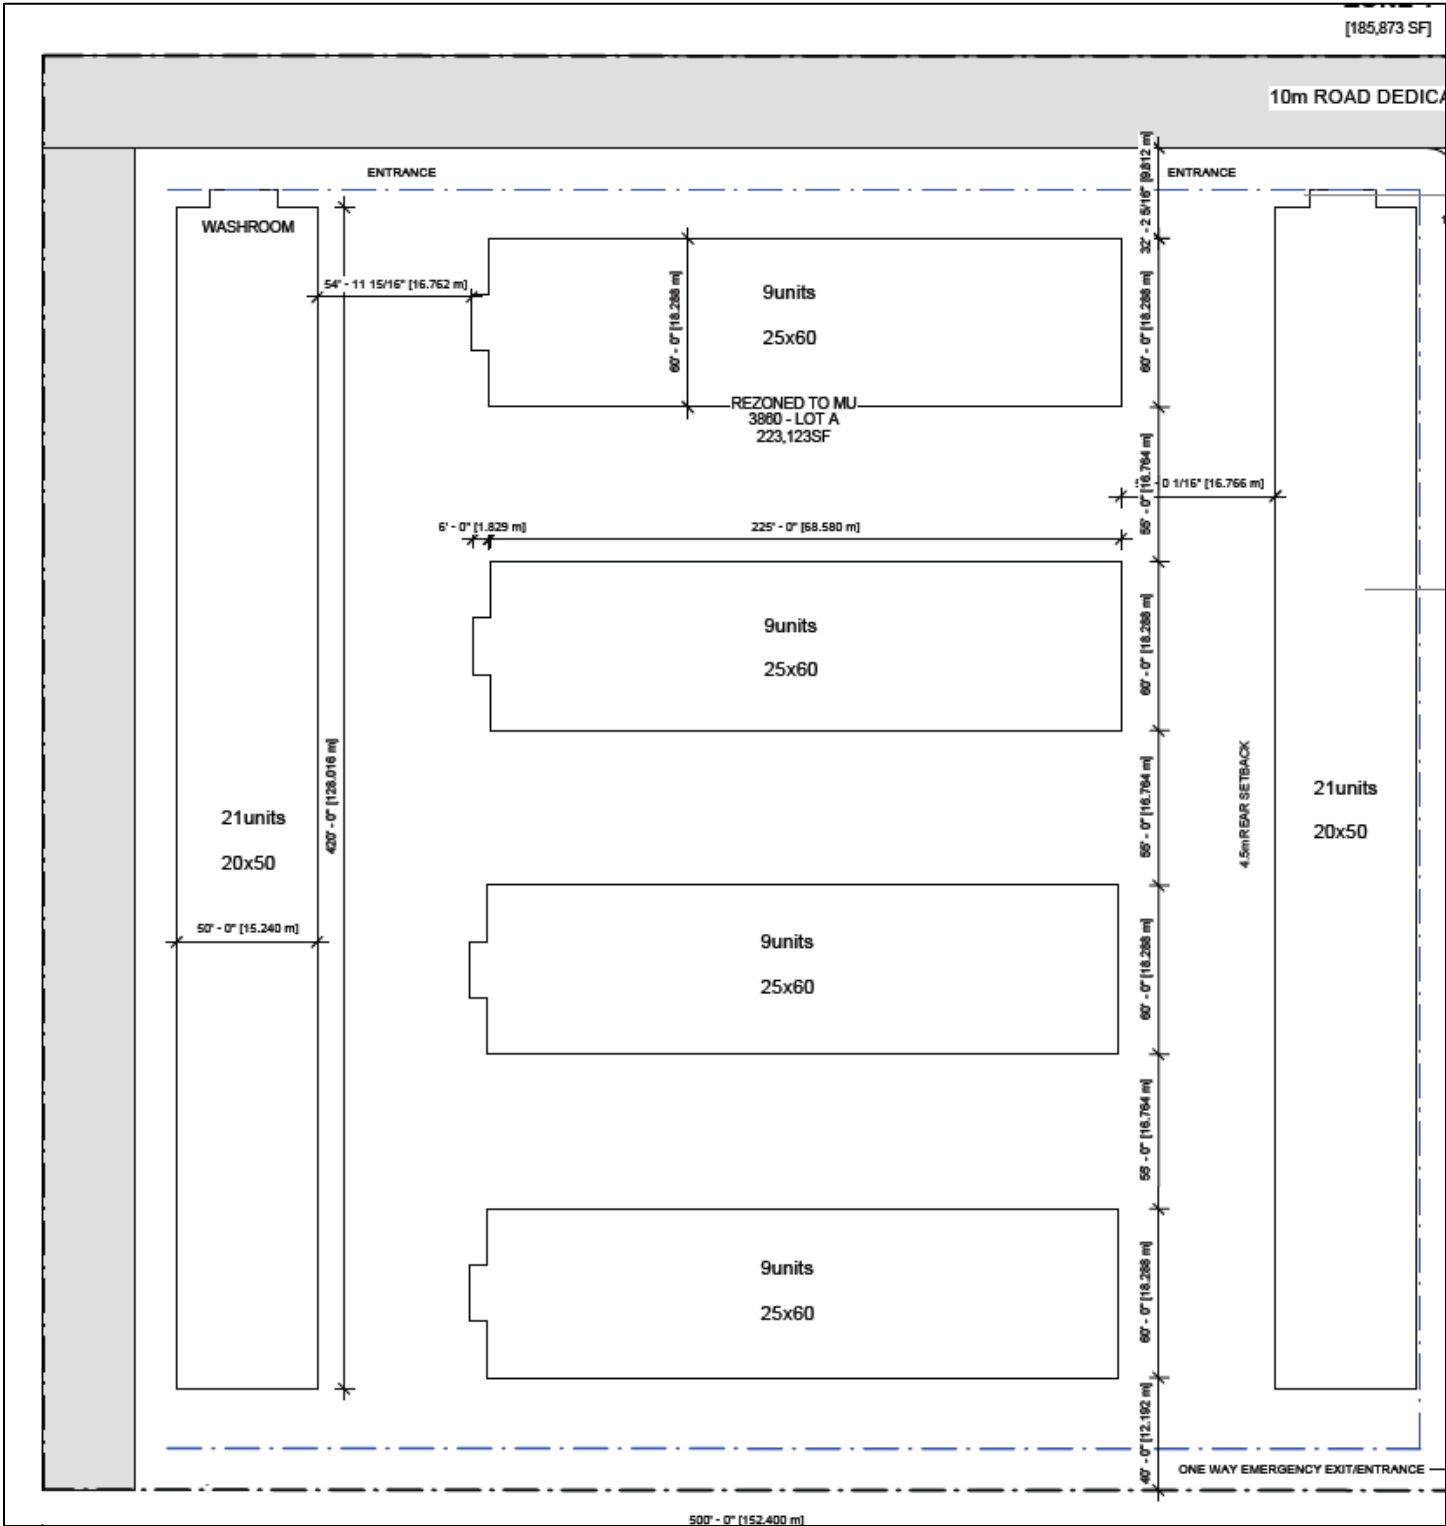 [185,873 SF]
10m ROAD DEDICA
ENTRANCE
ENTRANCE
32' - 2 5/16" [9.812 m]
WASHROOM
54' - 11 15/16" [16.762 m]
9units
25x60
60' - 0" [18.288 m]
60' - 0" [18.288 m]
REZONED TO MU
3860 - LOT A
223,123SF
55' - 0" [16.764 m]
0 1/16" [16.766 m]
6' - 0" [1.829 m]
225' - 0" [68.580 m]
9units
25x60
60' - 0" [18.288 m]
420' - 0" [128.016 m]
55' - 0" [16.764 m]
4.5m REAR SETBACK
21units
20x50
21units
20x50
50' - 0" [15.240 m]
9units
25x60
60' - 0" [18.288 m]
55' - 0" [16.764 m]
9units
25x60
60' - 0" [18.288 m]
40' - 0" [12.192 m]
ONE WAY EMERGENCY EXIT/ENTRANCE
500' - 0" [152.400 m]